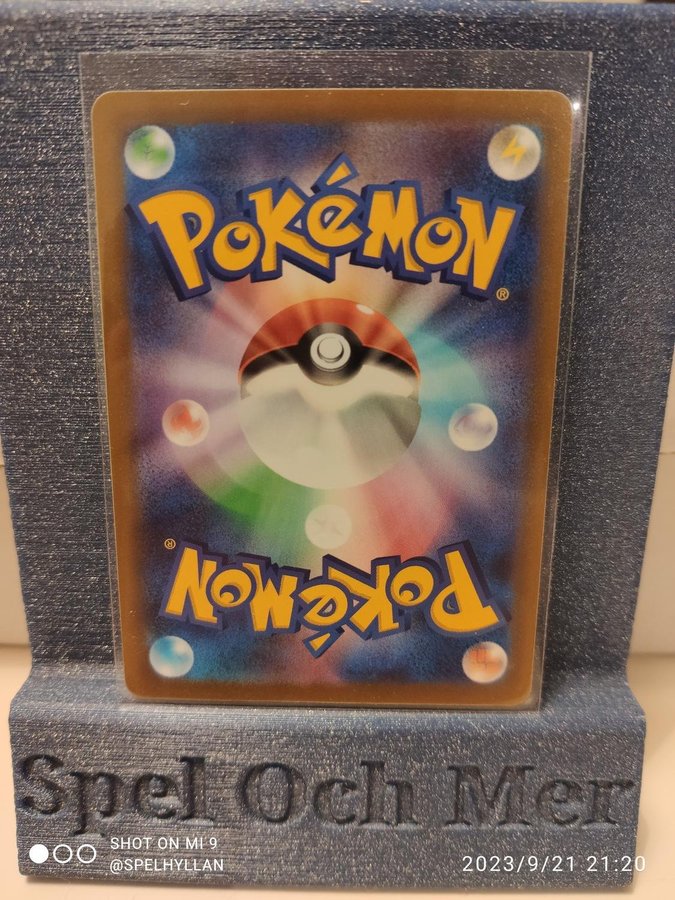 POKéMON
®
®
POKéMON
Spel Och Mer
SHOT ON MI 9
@SPELHYLLAN
2023/9/21 21:20